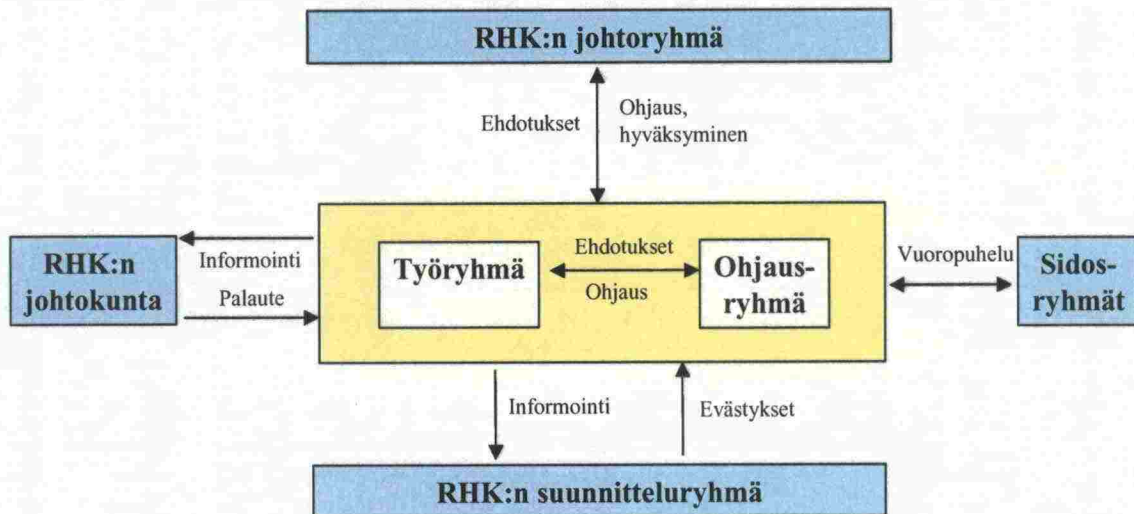 RHK:n johtoryhmä
Ehdotukset
Ohjaus,
hyväksyminen
RHK:n
johtokunta
Informointi
Palaute
Työryhmä
Ehdotukset
Ohjaus
Ohjaus-
ryhmä
Vuoropuhelu
Sidos-
ryhmät
Informointi
Evästykset
RHK:n suunnitteluryhmä